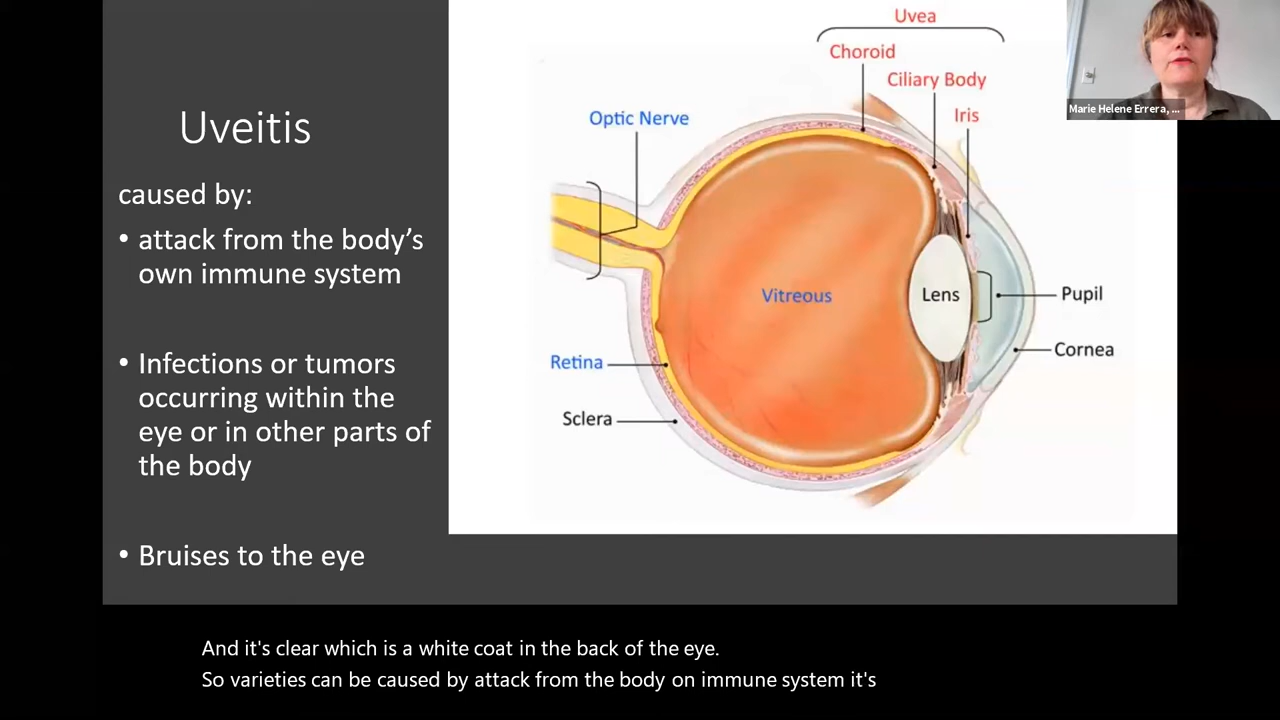 Uveitis
caused by:
• attack from the body’s
own immune system
• Infections or tumors
occurring within the
eye or in other parts of
the body
• Bruises to the eye
Uvea
Choroid
Ciliary Body
Iris
Optic Nerve
Vitreous
Lens
Pupil
Cornea
Retina
Sclera
Marie Helene Errera, ...
And it's clear which is a white coat in the back of the eye.
So varieties can be caused by attack from the body on immune system it's